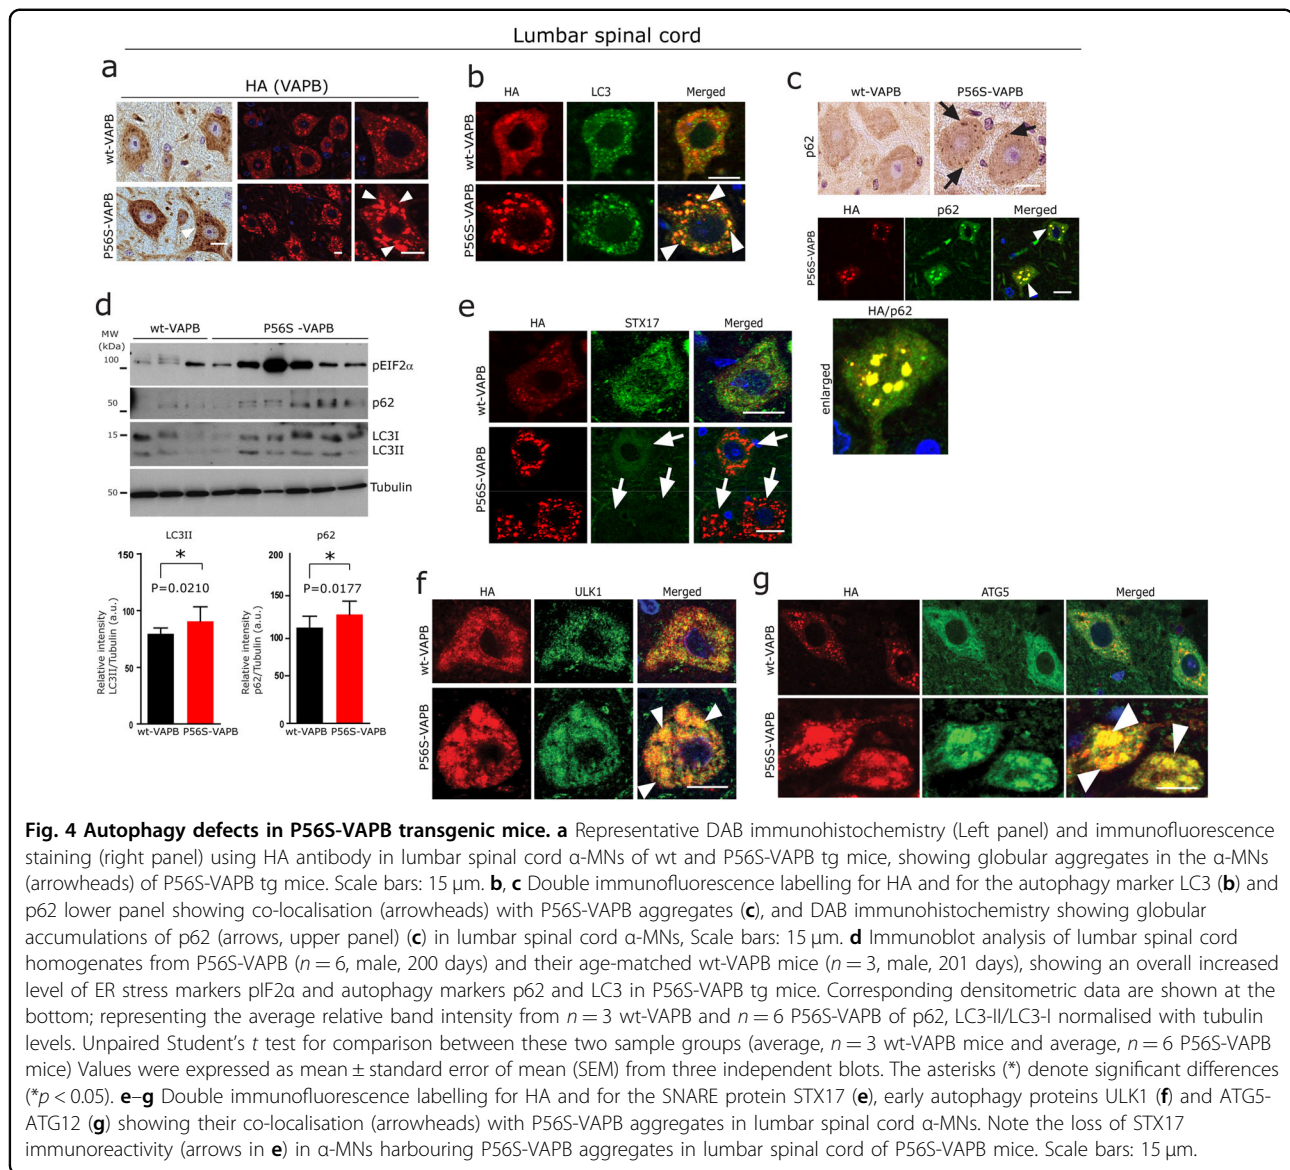 Lumbar spinal cord
a
HA (VAPB)
wt-VAPB
P56S-VAPB
b
HA LC3 Merged
wt-VAPB
P56S-VAPB
c
wt-VAPB P56S-VAPB
p62
HA p62 Merged
P56S-VAPB
HA/p62
enlarged
d
wt-VAPB P56S -VAPB
MW
(kDa)
100
pEIF2α
50
p62
15
LC3I
LC3II
50
Tubulin
LC3II
150
100
50
0
*
P=0.0210
Relative intensity
LC3II/Tubulin (a.u.)
wt-VAPB P56S-VAPB
p62
200
150
100
50
0
*
P=0.0177
Relative intensity
p62/Tubulin (a.u.)
wt-VAPB P56S-VAPB
e
HA STX17 Merged
wt-VAPB
P56S-VAPB
f
HA ULK1 Merged
wt-VAPB
P56S-VAPB
g
HA ATG5 Merged
wt-VAPB
P56S-VAPB
Fig. 4 Autophagy defects in P56S-VAPB transgenic mice. a Representative DAB immunohistochemistry (Left panel) and immunofluorescence
staining (right panel) using HA antibody in lumbar spinal cord α-MNs of wt and P56S-VAPB tg mice, showing globular aggregates in the α-MNs
(arrowheads) of P56S-VAPB tg mice. Scale bars: 15 µm. b, c Double immunofluorescence labelling for HA and for the autophagy marker LC3 (b) and
p62 lower panel showing co-localisation (arrowheads) with P56S-VAPB aggregates (c), and DAB immunohistochemistry showing globular
accumulations of p62 (arrows, upper panel) (c) in lumbar spinal cord α-MNs, Scale bars: 15 µm. d Immunoblot analysis of lumbar spinal cord
homogenates from P56S-VAPB (n = 6, male, 200 days) and their age-matched wt-VAPB mice (n = 3, male, 201 days), showing an overall increased
level of ER stress markers pIF2α and autophagy markers p62 and LC3 in P56S-VAPB tg mice. Corresponding densitometric data are shown at the
bottom; representing the average relative band intensity from n = 3 wt-VAPB and n = 6 P56S-VAPB of p62, LC3-II/LC3-I normalised with tubulin
levels. Unpaired Student's t test for comparison between these two sample groups (average, n = 3 wt-VAPB mice and average, n = 6 P56S-VAPB
mice) Values were expressed as mean ± standard error of mean (SEM) from three independent blots. The asterisks (*) denote significant differences
(*p < 0.05). e–g Double immunofluorescence labelling for HA and for the SNARE protein STX17 (e), early autophagy proteins ULK1 (f) and ATG5-
ATG12 (g) showing their co-localisation (arrowheads) with P56S-VAPB aggregates in lumbar spinal cord α-MNs. Note the loss of STX17
immunoreactivity (arrows in e) in α-MNs harbouring P56S-VAPB aggregates in lumbar spinal cord of P56S-VAPB mice. Scale bars: 15 µm.